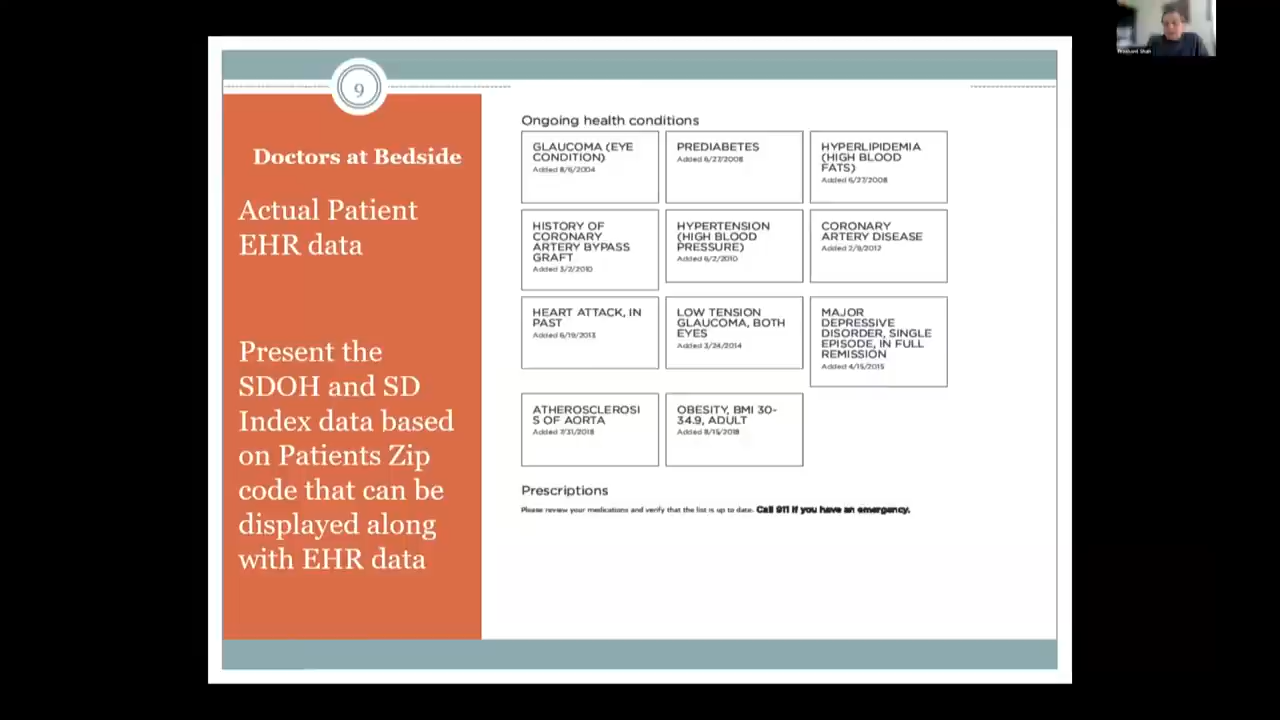 9
Doctors at Bedside
Actual Patient
EHR data
Present the
SDOH and SD
Index data based
on Patients Zip
code that can be
displayed along
with EHR data
Ongoing health conditions
GLAUCOMA (EYE
CONDITION)
Added 8/6/2004
PREDIABETES
Added 6/27/2008
HYPERLIPIDEMIA
(HIGH BLOOD
FATS)
Added 6/27/2008
HISTORY OF
CORONARY
ARTERY BYPASS
GRAFT
Added 3/2/2010
HYPERTENSION
(HIGH BLOOD
PRESSURE)
Added 6/2/2010
CORONARY
ARTERY DISEASE
Added 2/8/2012
HEART ATTACK, IN
PAST
Added 6/19/2013
LOW TENSION
GLAUCOMA, BOTH
EYES
Added 3/24/2014
MAJOR
DEPRESSIVE
DISORDER, SINGLE
EPISODE, IN FULL
REMISSION
Added 4/15/2015
ATHEROSCLEROSI
S OF AORTA
Added 7/31/2018
OBESITY, BMI 30-
34.9, ADULT
Added 8/15/2018
Prescriptions
Please review your medications and verify that the list is up to date. Call 911 if you have an emergency.